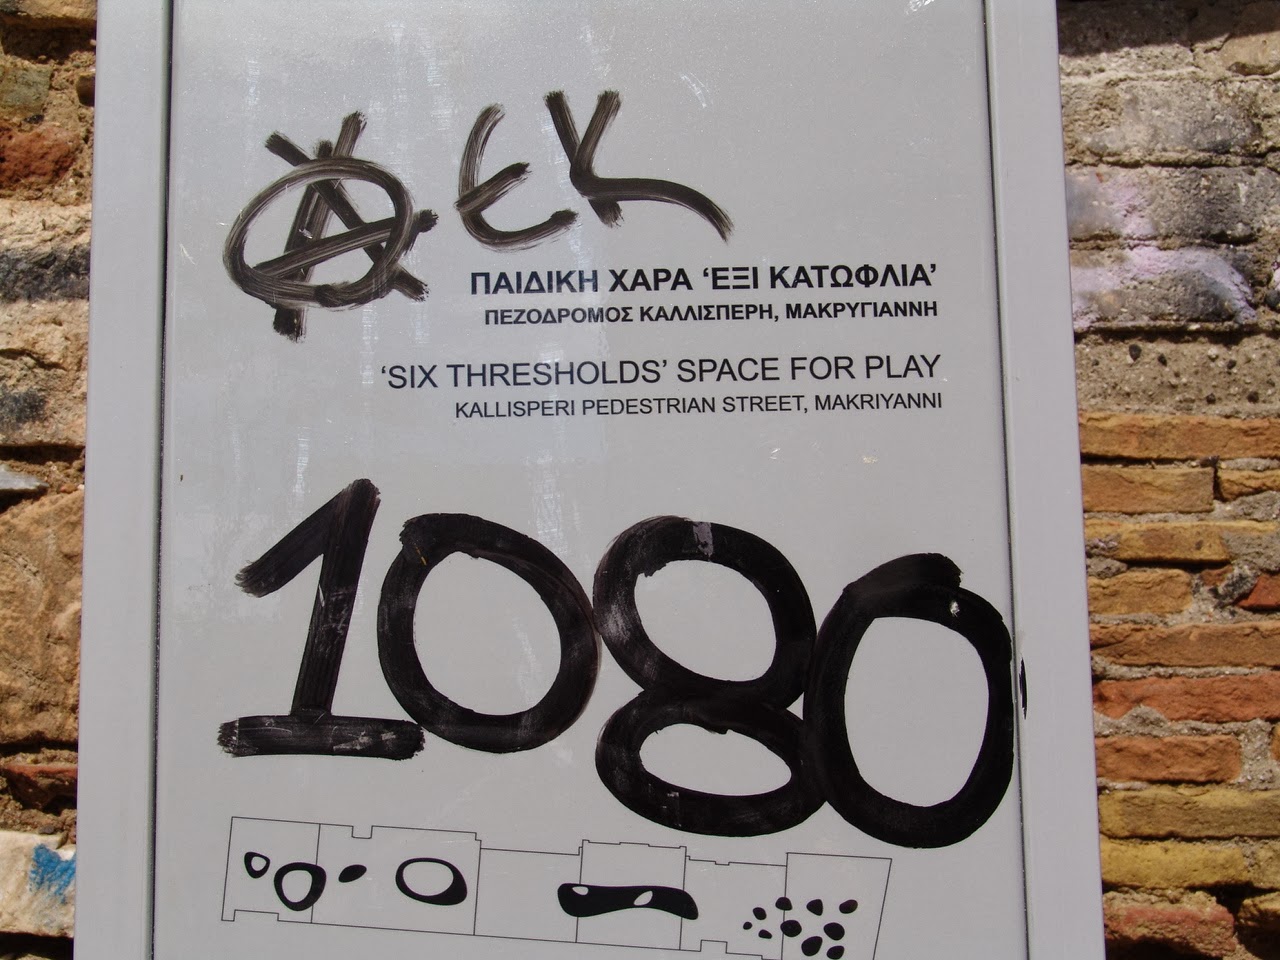 ΑΕΚ
ΠΑΙΔΙΚΗ ΧΑΡΑ ‘ΕΞΙ ΚΑΤΩΦΛΙΑ’
ΠΕΖΟΔΡΟΜΟΣ ΚΑΛΛΙΣΠΕΡΗ, ΜΑΚΡΥΓΙΑΝΝΗ
‘SIX THRESHOLDS’ SPACE FOR PLAY
KALLISPERI PEDESTRIAN STREET, MAKRIYANNI
1080